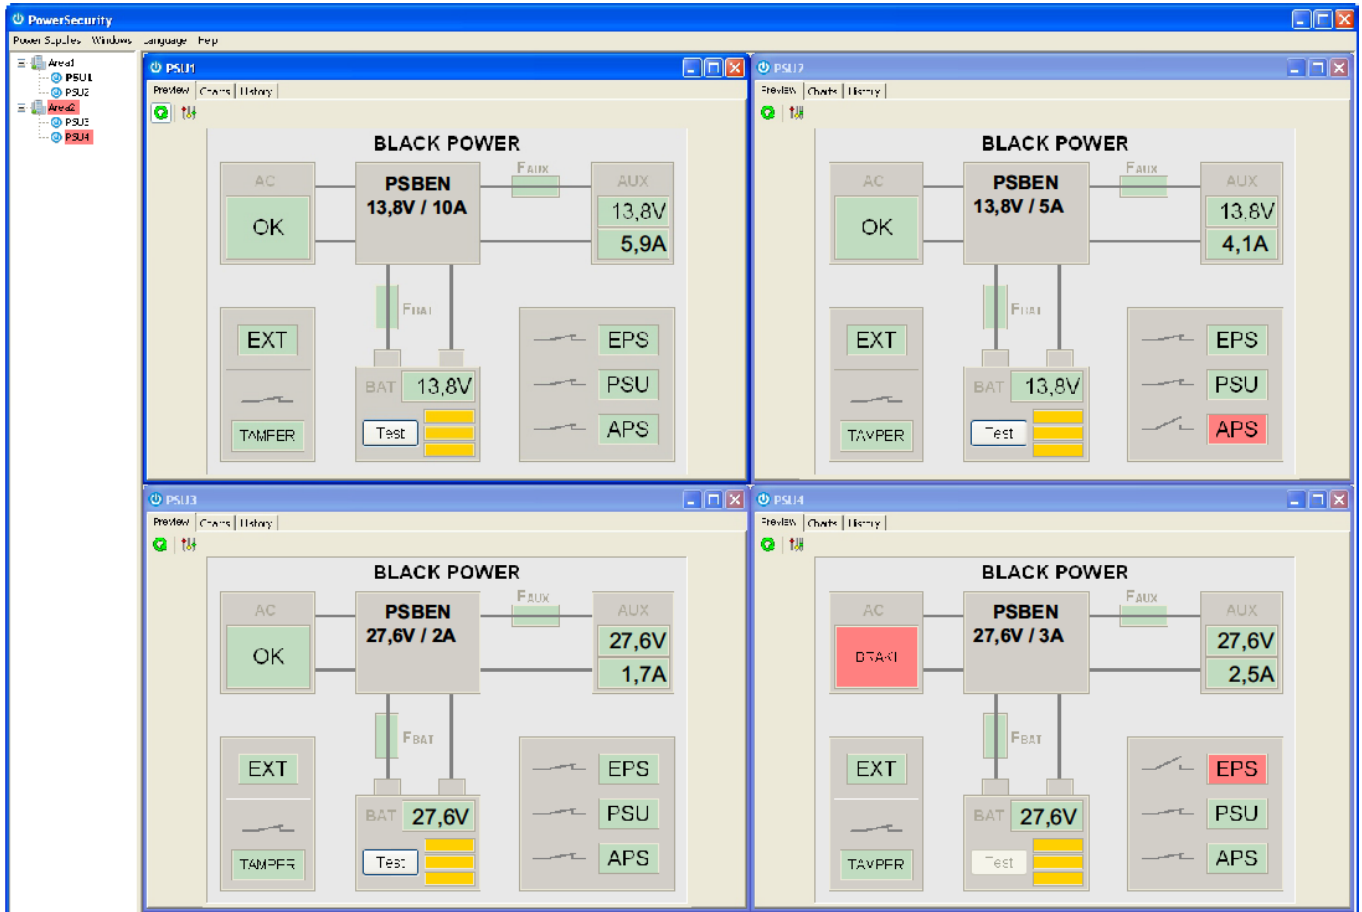 PowerSecurity
Power Supplies Windows Language Help
Area1
PSU1
PSU2
Area2
PSU3
PSU4
PSU1
Preview Charts History
BLACK POWER
AC
OK
PSBEN
13,8V / 10A
FAUX
AUX
13,8V
5,9A
FBAT
EXT
TAMPER
BAT 13,8V
Test
EPS
PSU
APS
PSU2
Preview Charts History
BLACK POWER
AC
OK
PSBEN
13,8V / 5A
FAUX
AUX
13,8V
4,1A
FBAT
EXT
TAMPER
BAT 13,8V
Test
EPS
PSU
APS
PSU3
Preview Charts History
BLACK POWER
AC
OK
PSBEN
27,6V / 2A
FAUX
AUX
27,6V
1,7A
FBAT
EXT
TAMPER
BAT 27,6V
Test
EPS
PSU
APS
PSU4
Preview Charts History
BLACK POWER
AC
PSBEN
27,6V / 3A
FAUX
AUX
27,6V
2,5A
FBAT
EXT
TAMPER
BAT 27,6V
Test
EPS
PSU
APS